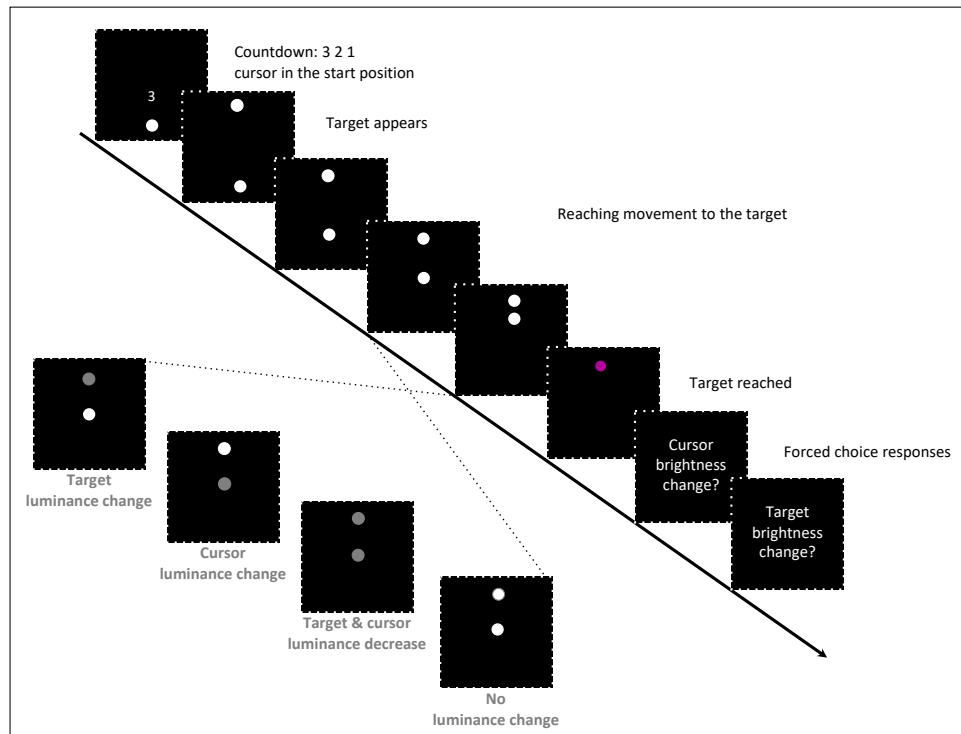 Countdown: 3 2 1
cursor in the start position
3
Target appears
Reaching movement to the target
Target reached
Forced choice responses
Cursor
brightness
change?
Target
brightness
change?
Target
luminance change
Cursor
luminance change
Target & cursor
luminance decrease
No
luminance change